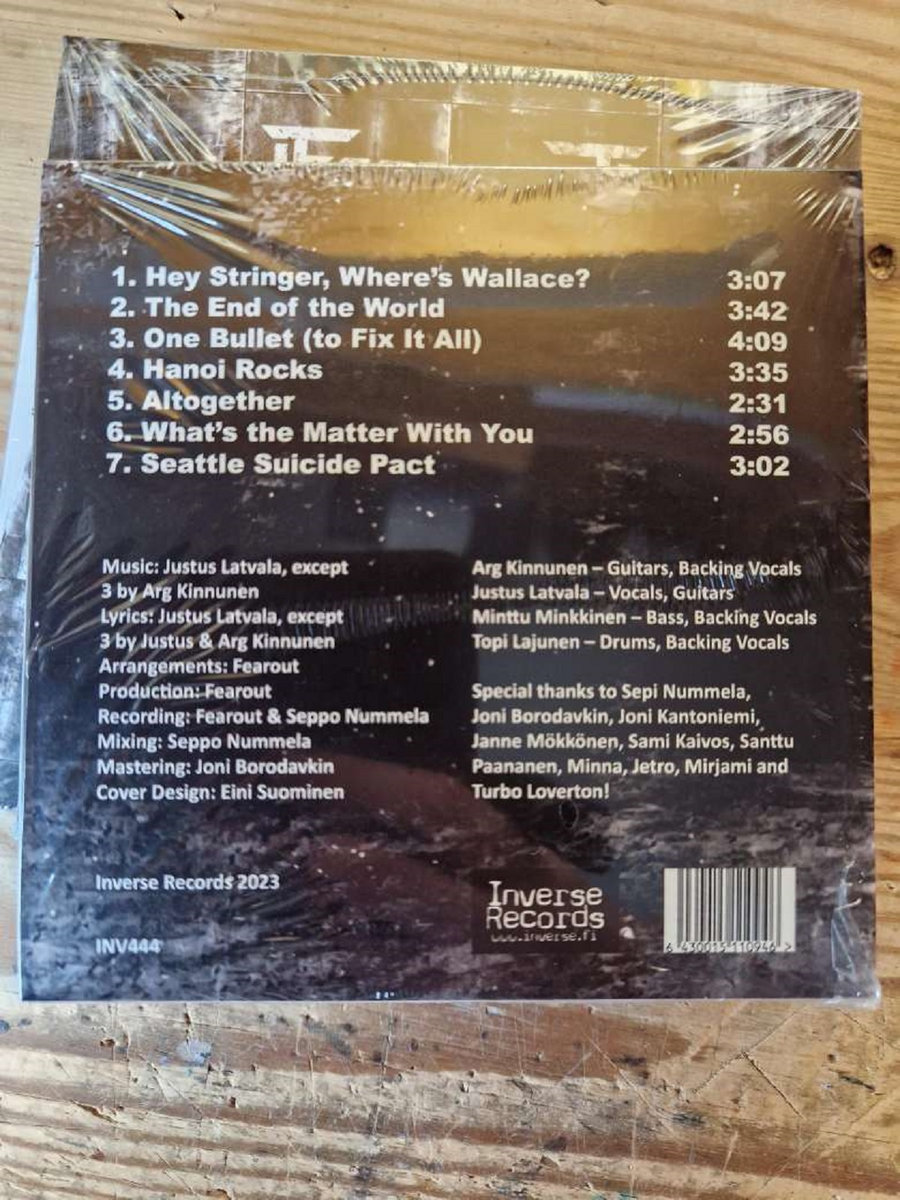 1. Hey Stringer, Where's Wallace? 3:07
2. The End of the World 3:42
3. One Bullet (to Fix It All) 4:09
4. Hanoi Rocks 3:35
5. Altogether 2:31
6. What's the Matter With You 2:56
7. Seattle Suicide Pact 3:02
Music: Justus Latvala, except
3 by Arg Kinnunen
Lyrics: Justus Latvala, except
3 by Justus & Arg Kinnunen
Arrangements: Fearout
Production: Fearout
Recording: Fearout & Seppo Nummela
Mixing: Seppo Nummela
Mastering: Joni Borodavkin
Cover Design: Eini Suominen
Arg Kinnunen – Guitars, Backing Vocals
Justus Latvala – Vocals, Guitars
Minttu Minkkinen – Bass, Backing Vocals
Topi Lajunen – Drums, Backing Vocals
Special thanks to Sepi Nummela,
Joni Borodavkin, Joni Kantoniemi,
Janne Mökkönen, Sami Kaivos, Santtu
Paananen, Minna, Jetro, Mirjami and
Turbo Loverton!
Inverse Records 2023
INV444
Inverse
Records
www.inverse.fi
6 430015 110946 >